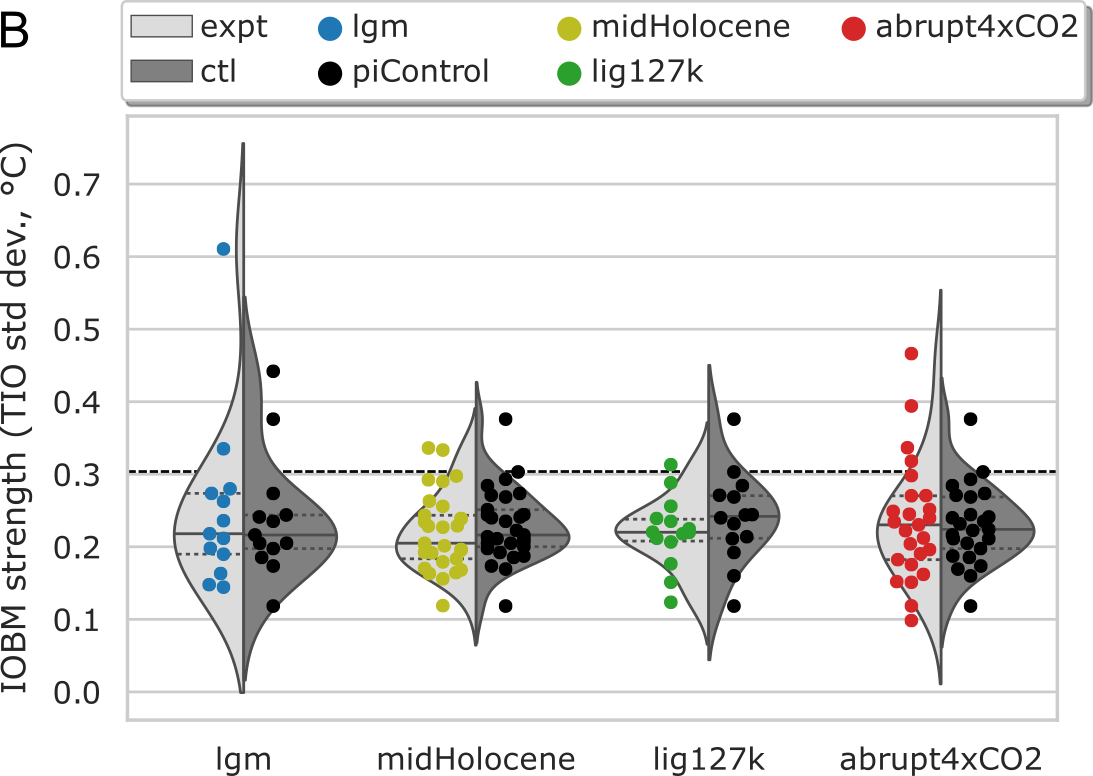 B
expt lgm midHolocene abrupt4xCO2
ctl piControl lig127k
IOBM strength (TIO std dev., °C)
0.7
0.6
0.5
0.4
0.3
0.2
0.1
0.0
lgm midHolocene lig127k abrupt4xCO2